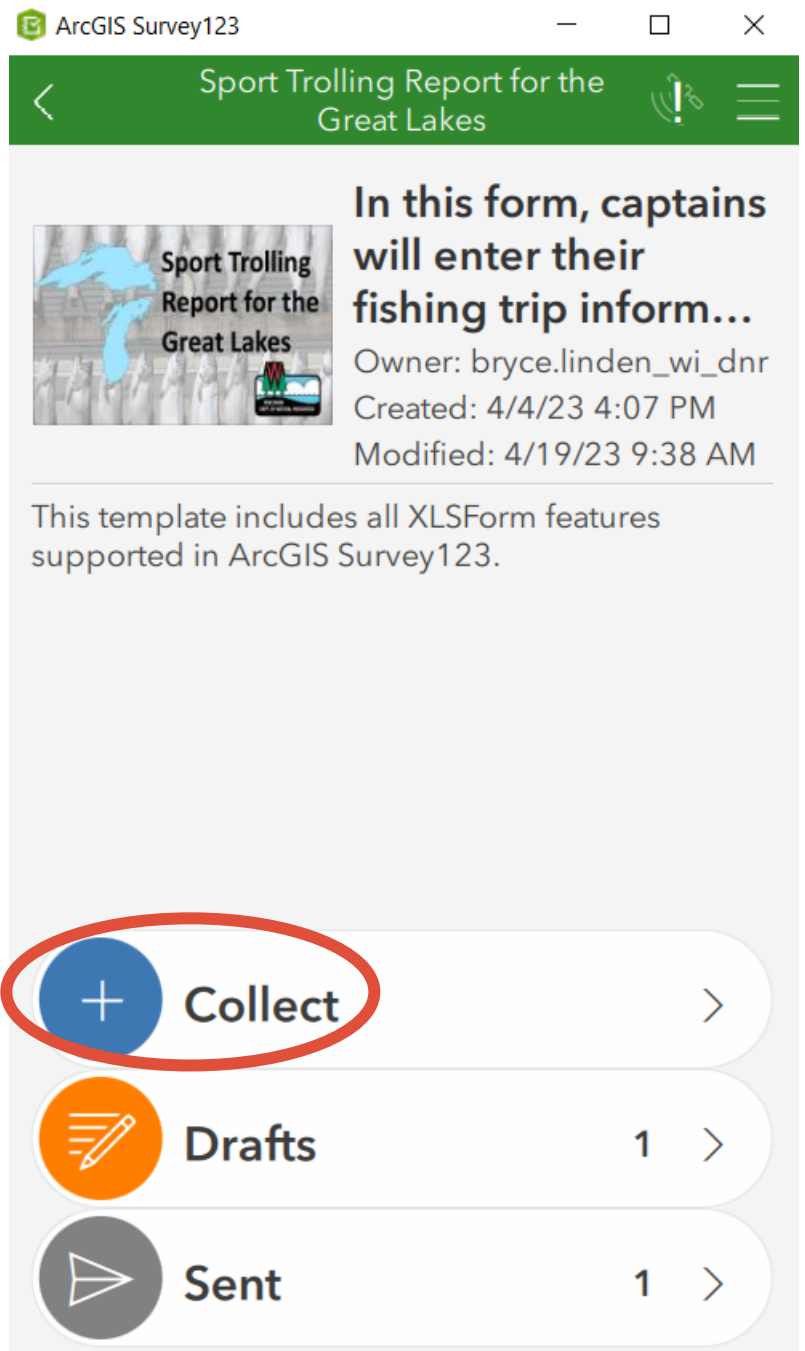 ArcGIS Survey123
Sport Trolling Report for the
Great Lakes
Sport Trolling
Report for the
Great Lakes
In this form, captains
will enter their
fishing trip inform...
Owner: bryce.linden_wi_dnr
Created: 4/4/23 4:07 PM
Modified: 4/19/23 9:38 AM
This template includes all XLSForm features
supported in ArcGIS Survey123.
Collect
Drafts 1
Sent 1